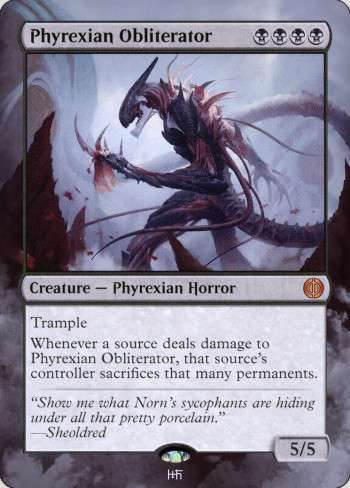 Phyrexian Obliterator
Creature — Phyrexian Horror
Trample
Whenever a source deals damage to
Phyrexian Obliterator, that source's
controller sacrifices that many permanents.
“Show me what Norn's sycophants are hiding
under all that pretty porcelain.”
—Sheoldred
5/5